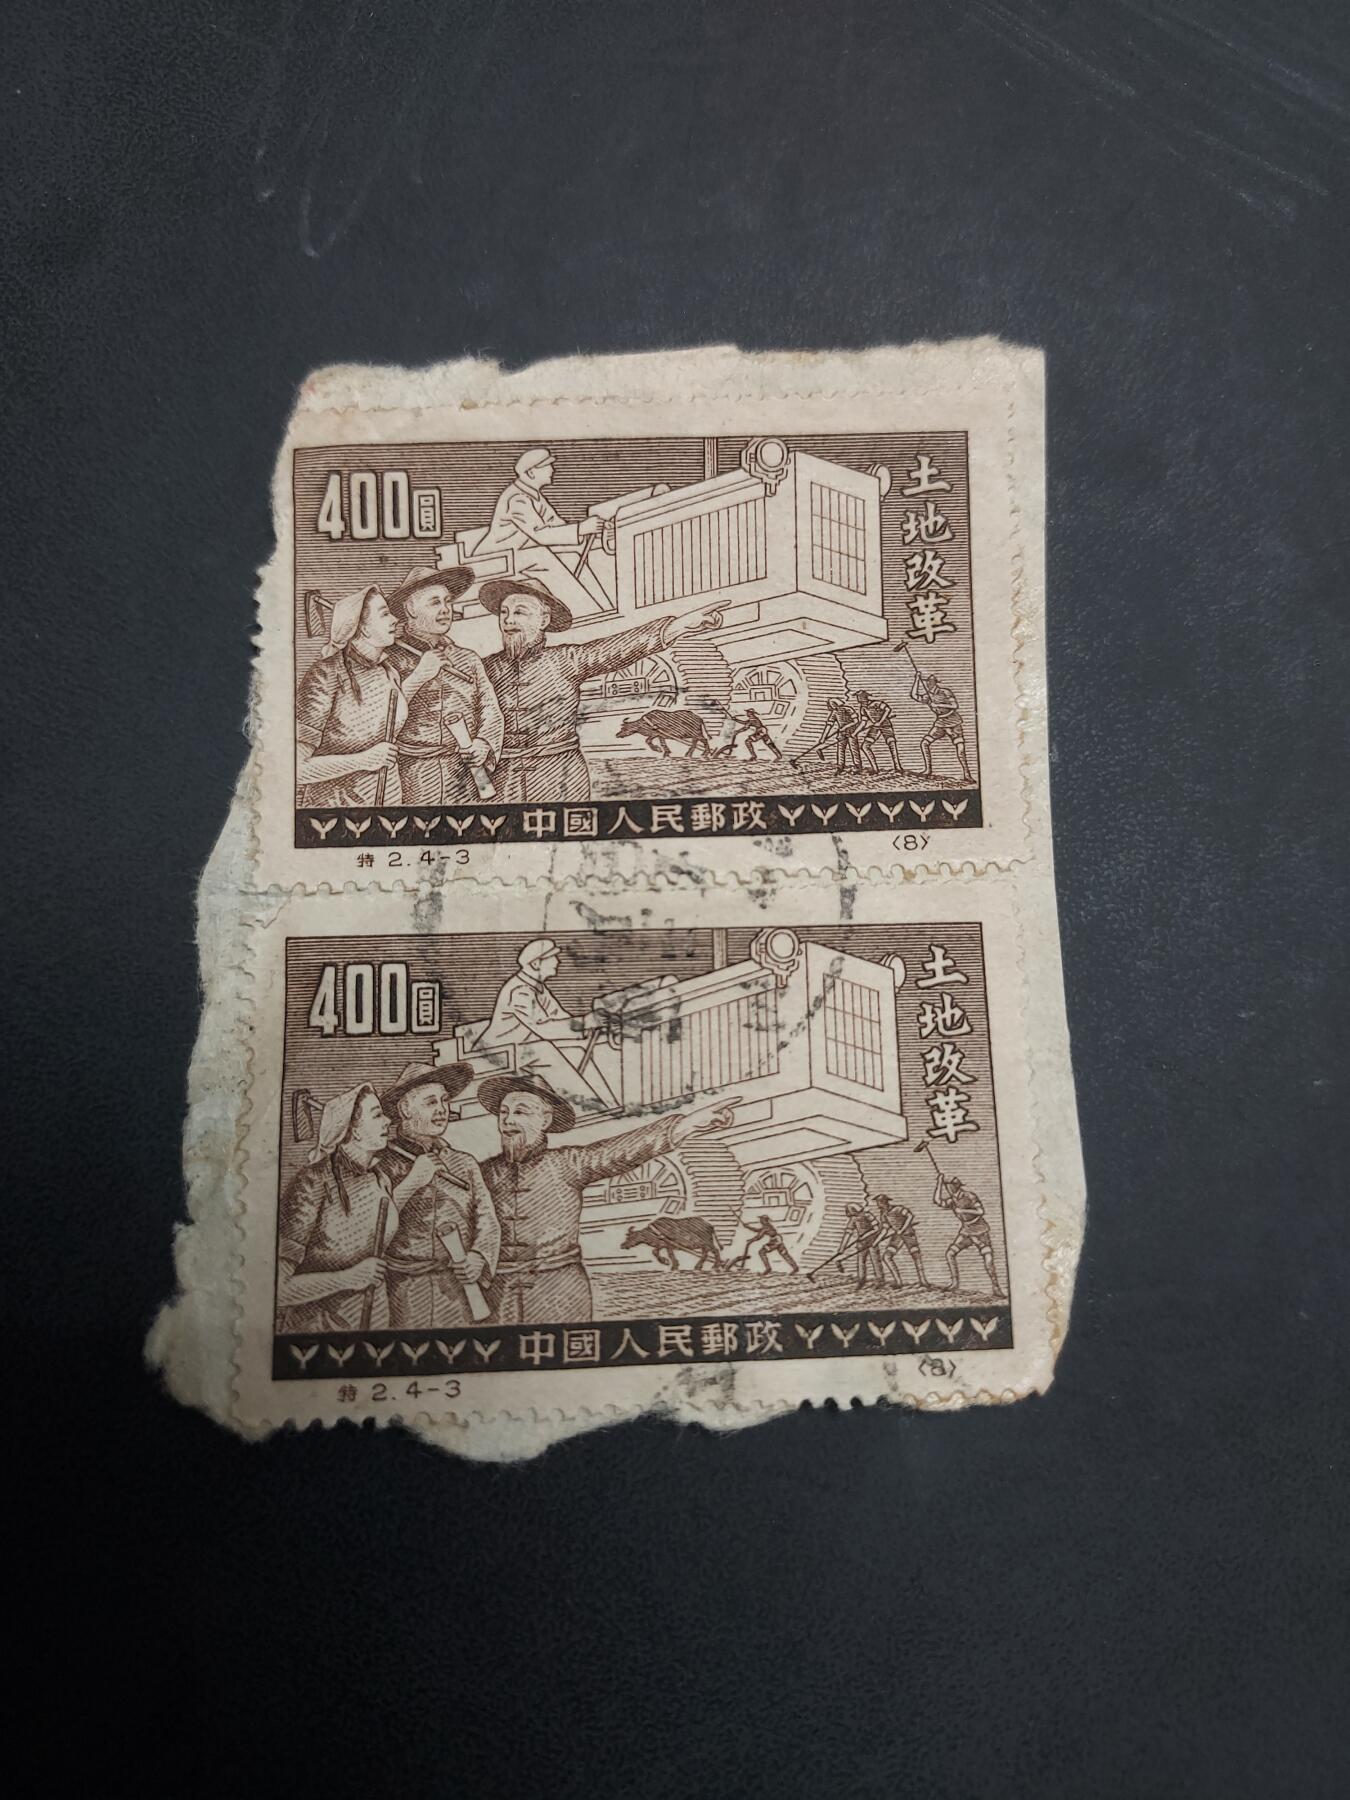 400圓
土地改革
中國人民郵政
特 2.4-3
〈8〉
400圓
土地改革
中國人民郵政
特 2.4-3
〈8〉